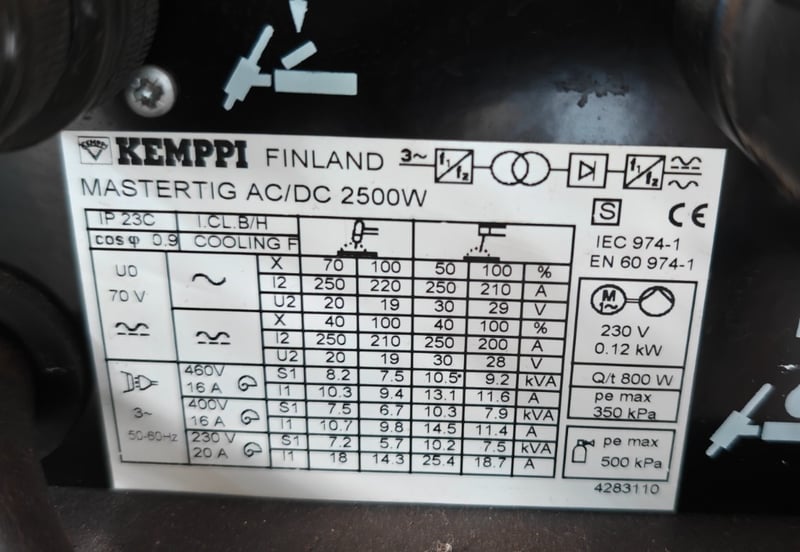 KEMPPI KEMPPI FINLAND 3~ f1 f2 f1 f2
MASTERTIG AC/DC 2500W
S CE
IP 23C I.CL.B/H
cos φ 0.9 COOLING F
IEC 974-1
EN 60 974-1
U0
70 V
X 70 100 50 100 %
I2 250 220 250 210 A
U2 20 19 30 29 V
X 40 100 40 100 %
I2 250 210 250 200 A
U2 20 19 30 28 V
M
1~
230 V
0.12 kW
3~
50-60Hz
460V
16 A
S1 8.2 7.5 10.5 9.2 kVA
I1 10.3 9.4 13.1 11.6 A
400V
16 A
S1 7.5 6.7 10.3 7.9 kVA
I1 10.7 9.8 14.5 11.4 A
230 V
20 A
S1 7.2 5.7 10.2 7.5 kVA
I1 18 14.3 25.4 18.7 A
Q/t 800 W
pe max
350 kPa
pe max
500 kPa
4283110